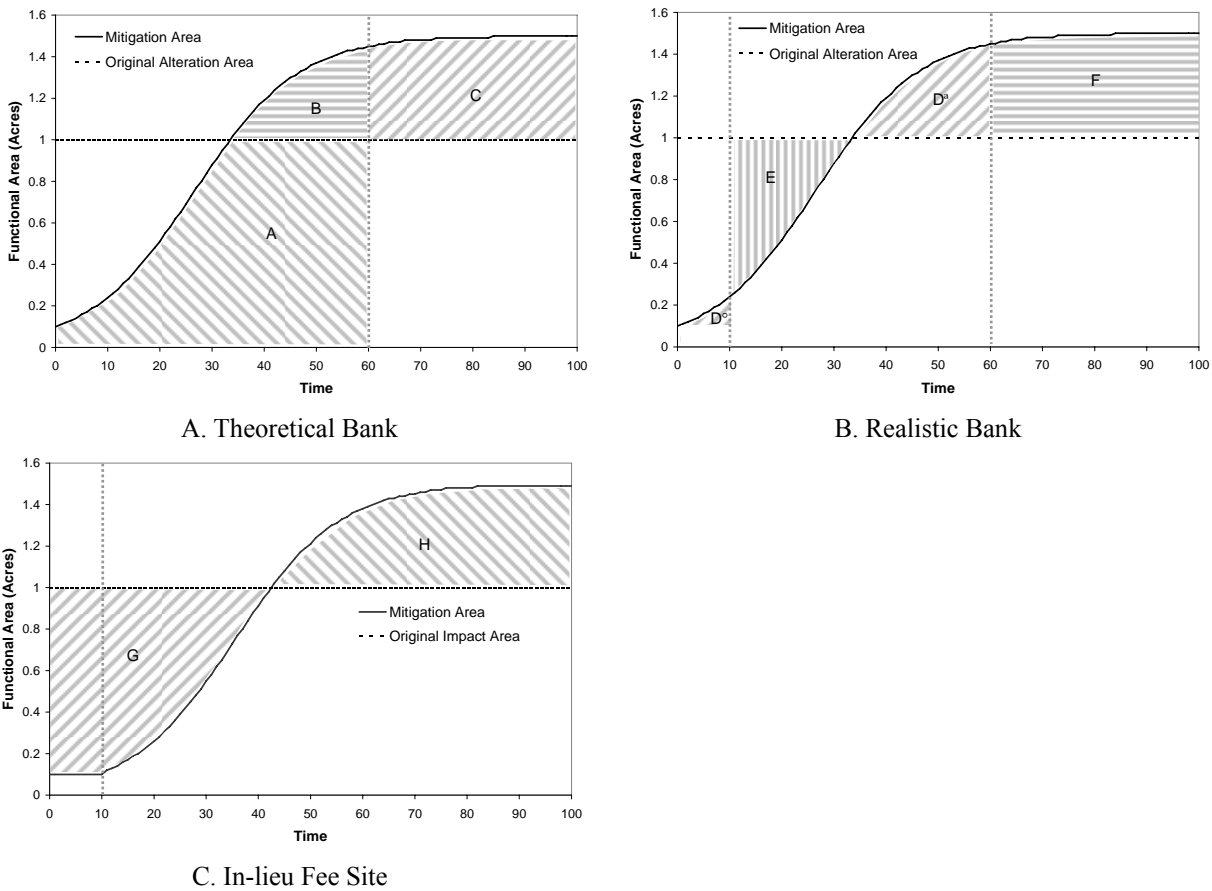 1.6
1.4
1.2
1
0.8
0.6
0.4
0.2
0
Functional Area (Acres)
Mitigation Area
Original Alteration Area
A
B
C
0 10 20 30 40 50 60 70 80 90 100
Time
A. Theoretical Bank
1.6
1.4
1.2
1
0.8
0.6
0.4
0.2
0
Functional Area (Acres)
Mitigation Area
Original Alteration Area
Dᵒ
E
Dᵃ
F
0 10 20 30 40 50 60 70 80 90 100
Time
B. Realistic Bank
1.6
1.4
1.2
1
0.8
0.6
0.4
0.2
0
Functional Area (Acres)
G
H
Mitigation Area
Original Impact Area
0 10 20 30 40 50 60 70 80 90 100
Time
C. In-lieu Fee Site